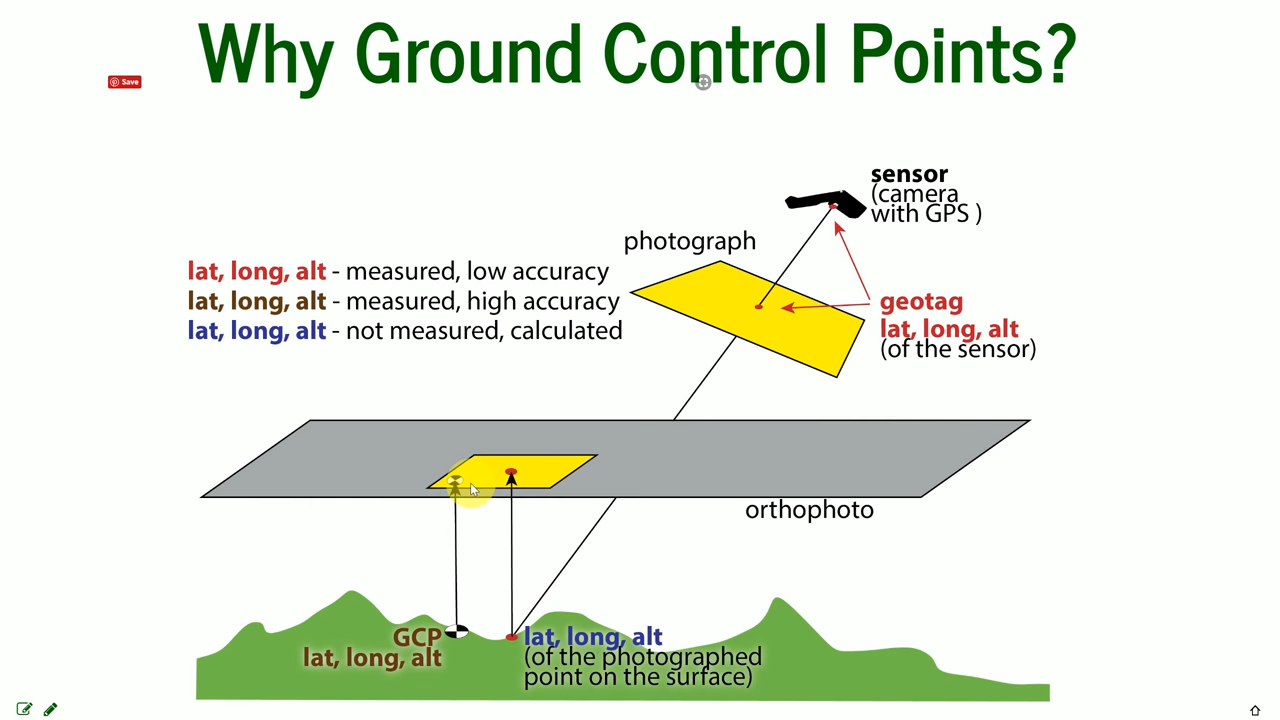 Why Ground Control Points?
Save
sensor
(camera
with GPS )
photograph
lat, long, alt - measured, low accuracy
lat, long, alt - measured, high accuracy
lat, long, alt - not measured, calculated
geotag
lat, long, alt
(of the sensor)
orthophoto
GCP
lat, long, alt
lat, long, alt
(of the photographed
point on the surface)